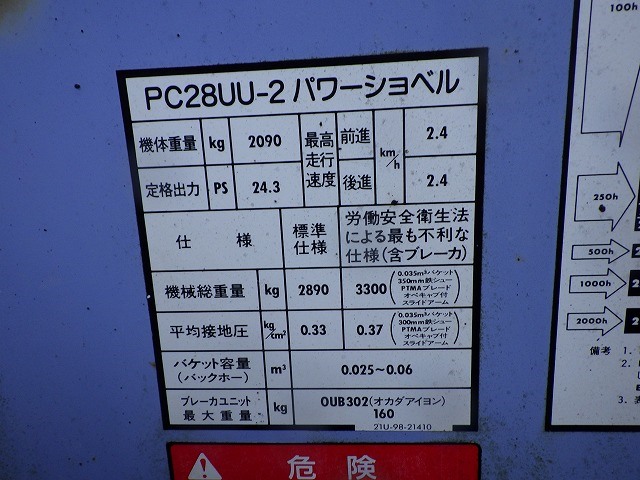 PC28UU-2 パワーショベル
機体重量 kg 2090 最高走行速度 前進 km/h 2.4
定格出力 PS 24.3 後進 2.4
仕様 標準仕様 労働安全衛生法による最も不利な仕様(含ブレーカ)
機械総重量 kg 2890 3300 (0.035m³バケット 350mm鉄シュー PTMAブレード オペキャブ付 スライドアーム)
平均接地圧 kg/cm² 0.33 0.37 (0.035m³バケット 300mm鉄シュー PTMAブレード オペキャブ付 スライドアーム)
バケット容量(バックホー) m³ 0.025~0.06
ブレーカユニット最大重量 kg OUB302(オカダアイヨン) 160
21U-98-21410
危険
100h
250h
500h
1000h
2000h
備考 1.
2.
3.